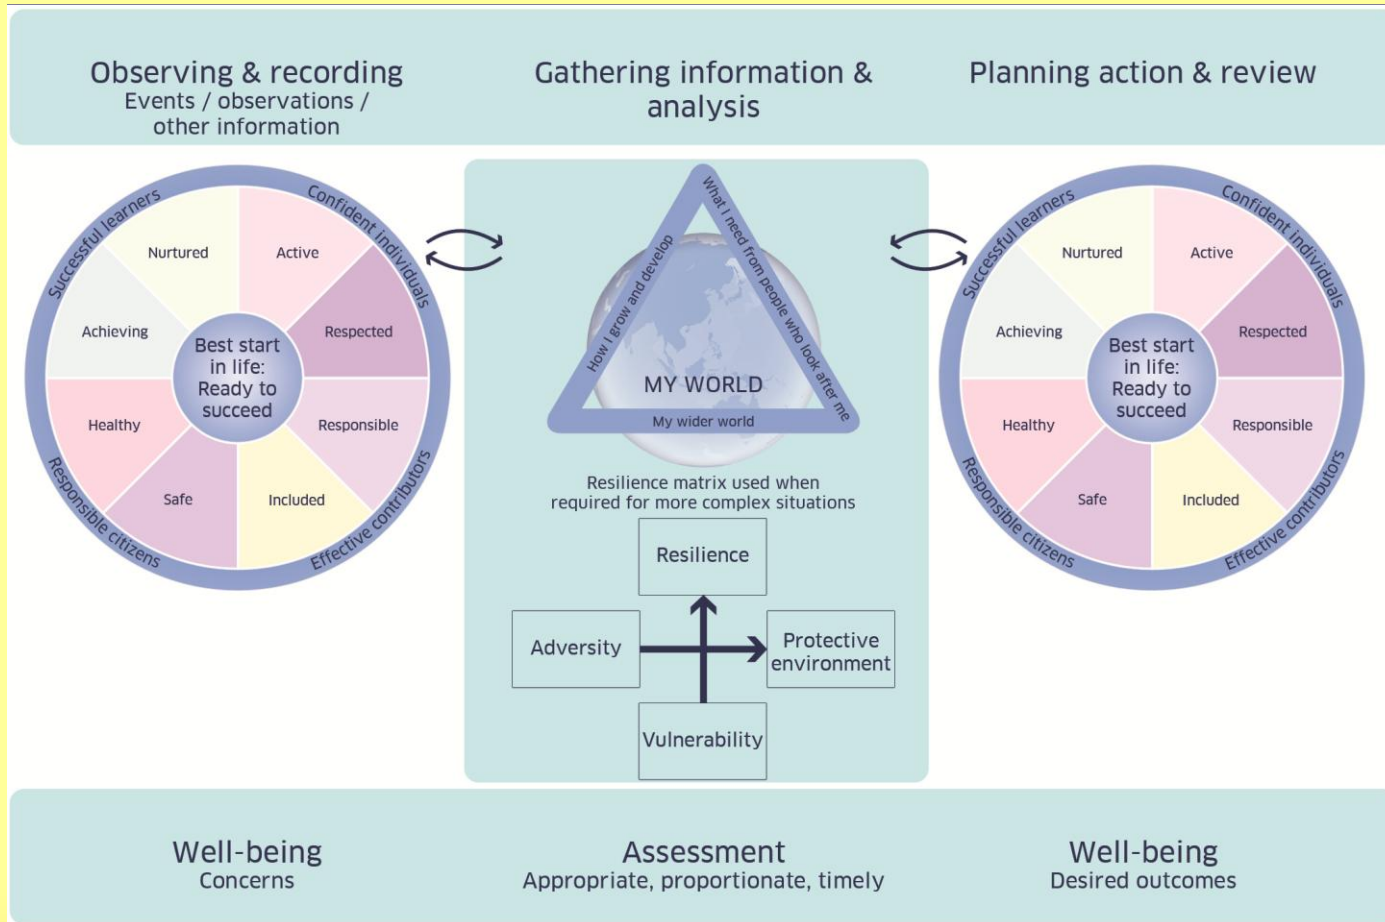 Observing & recording
Events / observations /
other information
Gathering information &
analysis
Planning action & review
Successful learners
Confident individuals
Nurtured
Active
Achieving
Respected
Best start
in life:
Ready to
succeed
Healthy
Responsible
Safe
Included
Responsible citizens
Effective contributors
How I grow and develop
What I need from people who look after me
MY WORLD
My wider world
Resilience matrix used when
required for more complex situations
Resilience
Adversity
Protective
environment
Vulnerability
Successful learners
Confident individuals
Nurtured
Active
Achieving
Respected
Best start
in life:
Ready to
succeed
Healthy
Responsible
Safe
Included
Responsible citizens
Effective contributors
Well-being
Concerns
Assessment
Appropriate, proportionate, timely
Well-being
Desired outcomes